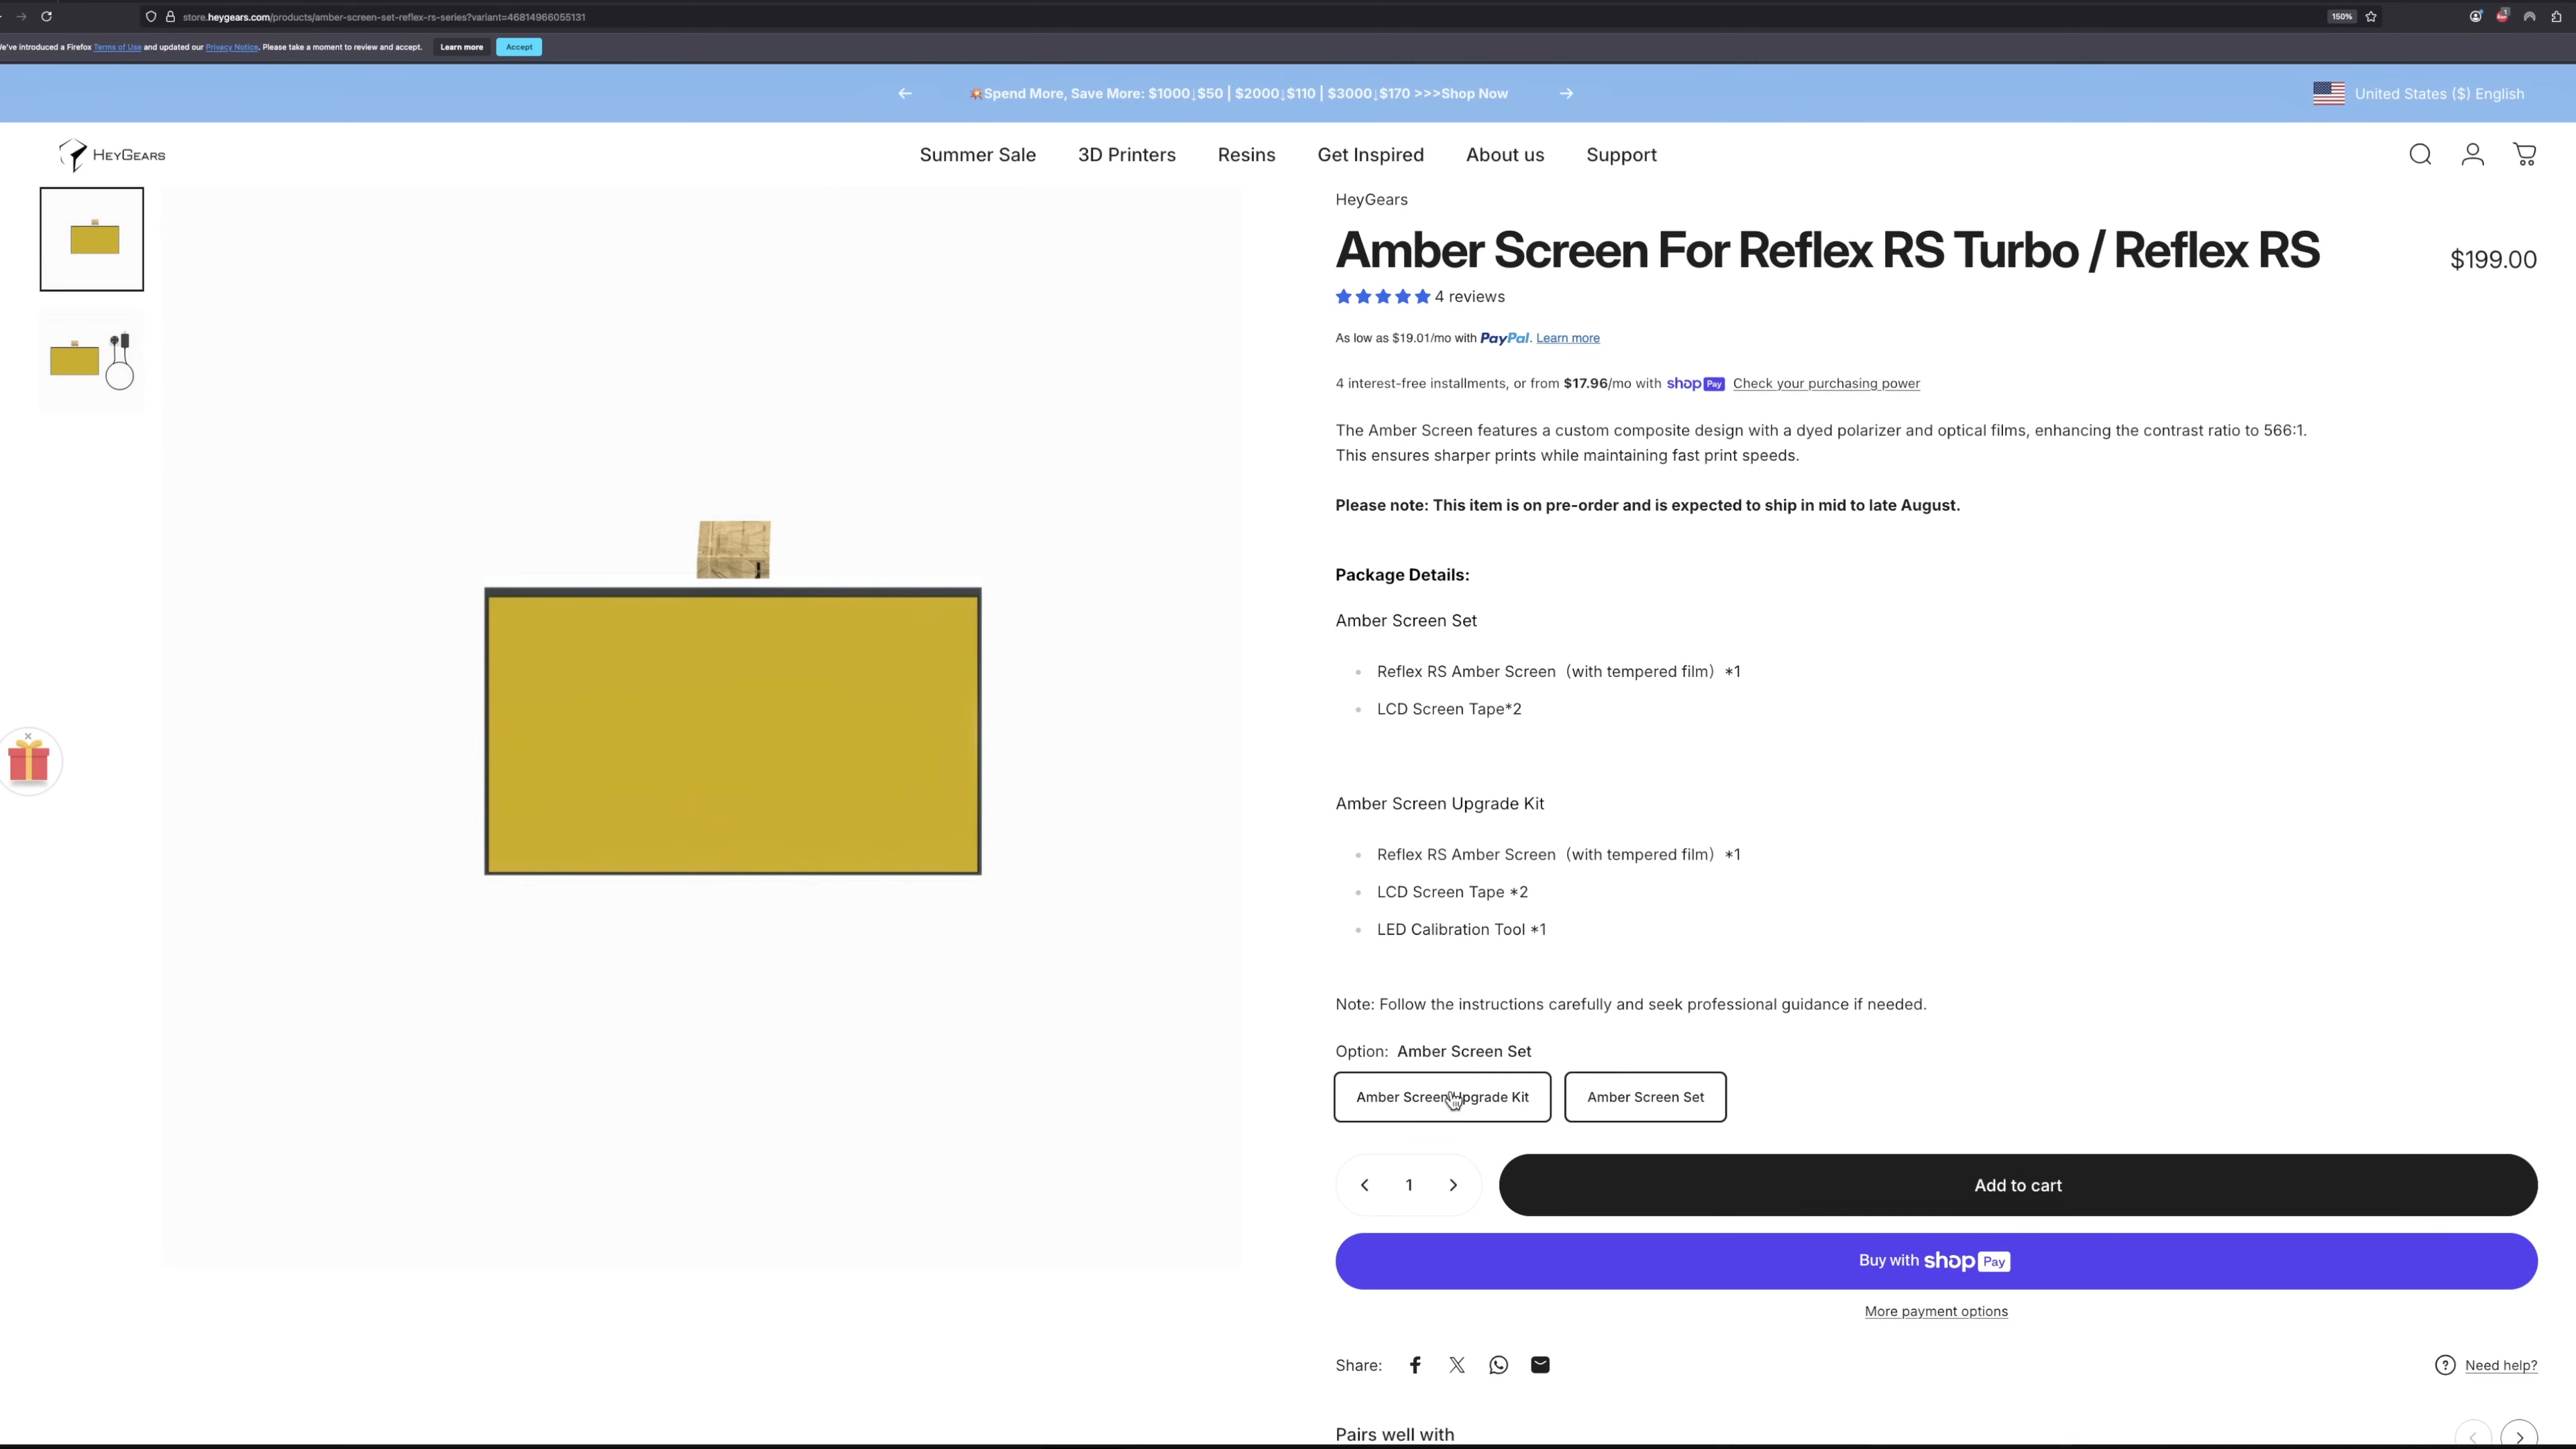 store.heygears.com/products/amber-screen-set-reflex-rs-series?variant=46814966055131
150%
1
We've introduced a Firefox Terms of Use and updated our Privacy Notice. Please take a moment to review and accept. Learn more Accept
💥Spend More, Save More: $1000↓$50 | $2000↓$110 | $3000↓$170 >>>Shop Now
United States ($) English
HEYGEARS
Summer Sale 3D Printers Resins Get Inspired About us Support
HeyGears
Amber Screen For Reflex RS Turbo / Reflex RS
$199.00
4 reviews
As low as $19.01/mo with PayPal. Learn more
4 interest-free installments, or from $17.96/mo with shop Pay Check your purchasing power
The Amber Screen features a custom composite design with a dyed polarizer and optical films, enhancing the contrast ratio to 566:1.
This ensures sharper prints while maintaining fast print speeds.
Please note: This item is on pre-order and is expected to ship in mid to late August.
Package Details:
Amber Screen Set
Reflex RS Amber Screen（with tempered film）*1
LCD Screen Tape*2
Amber Screen Upgrade Kit
Reflex RS Amber Screen（with tempered film）*1
LCD Screen Tape *2
LED Calibration Tool *1
Note: Follow the instructions carefully and seek professional guidance if needed.
Option: Amber Screen Set
Amber Screen Upgrade Kit Amber Screen Set
1
Add to cart
Buy with shop Pay
More payment options
Share:
Need help?
Pairs well with